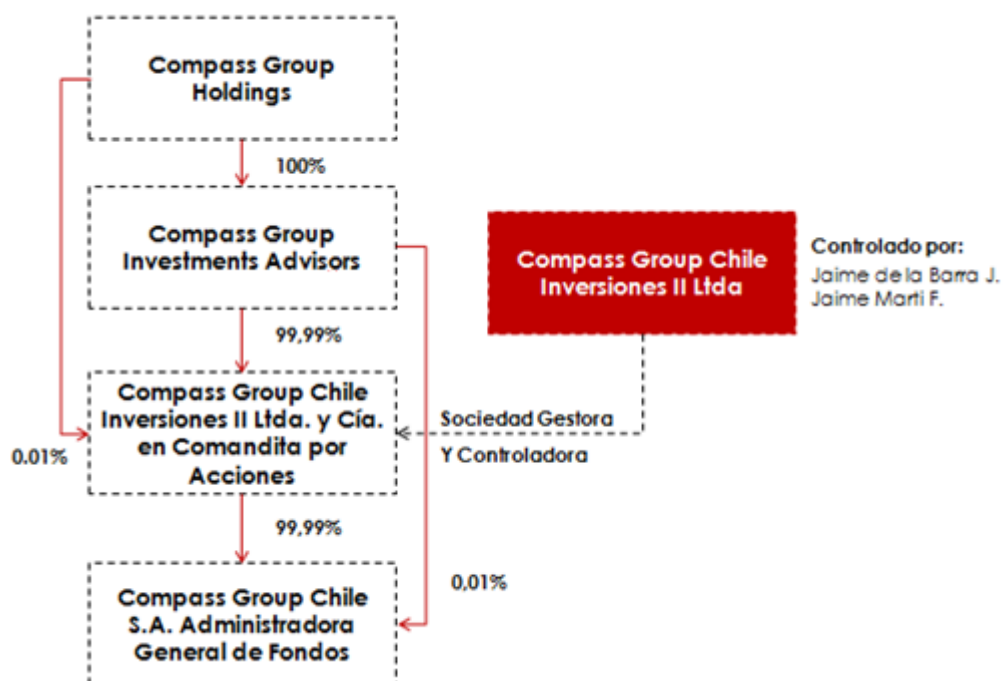 Compass Group
Holdings
100%
Compass Group
Investments Advisors
Compass Group Chile
Inversiones II Ltda
Controlado por:
Jaime de la Barra J.
Jaime Marti F.
99,99%
Compass Group Chile
Inversiones II Ltda. y Cía.
en Comandita por
Acciones
Sociedad Gestora
Y Controladora
0.01%
99,99%
0,01%
Compass Group Chile
S.A. Administradora
General de Fondos